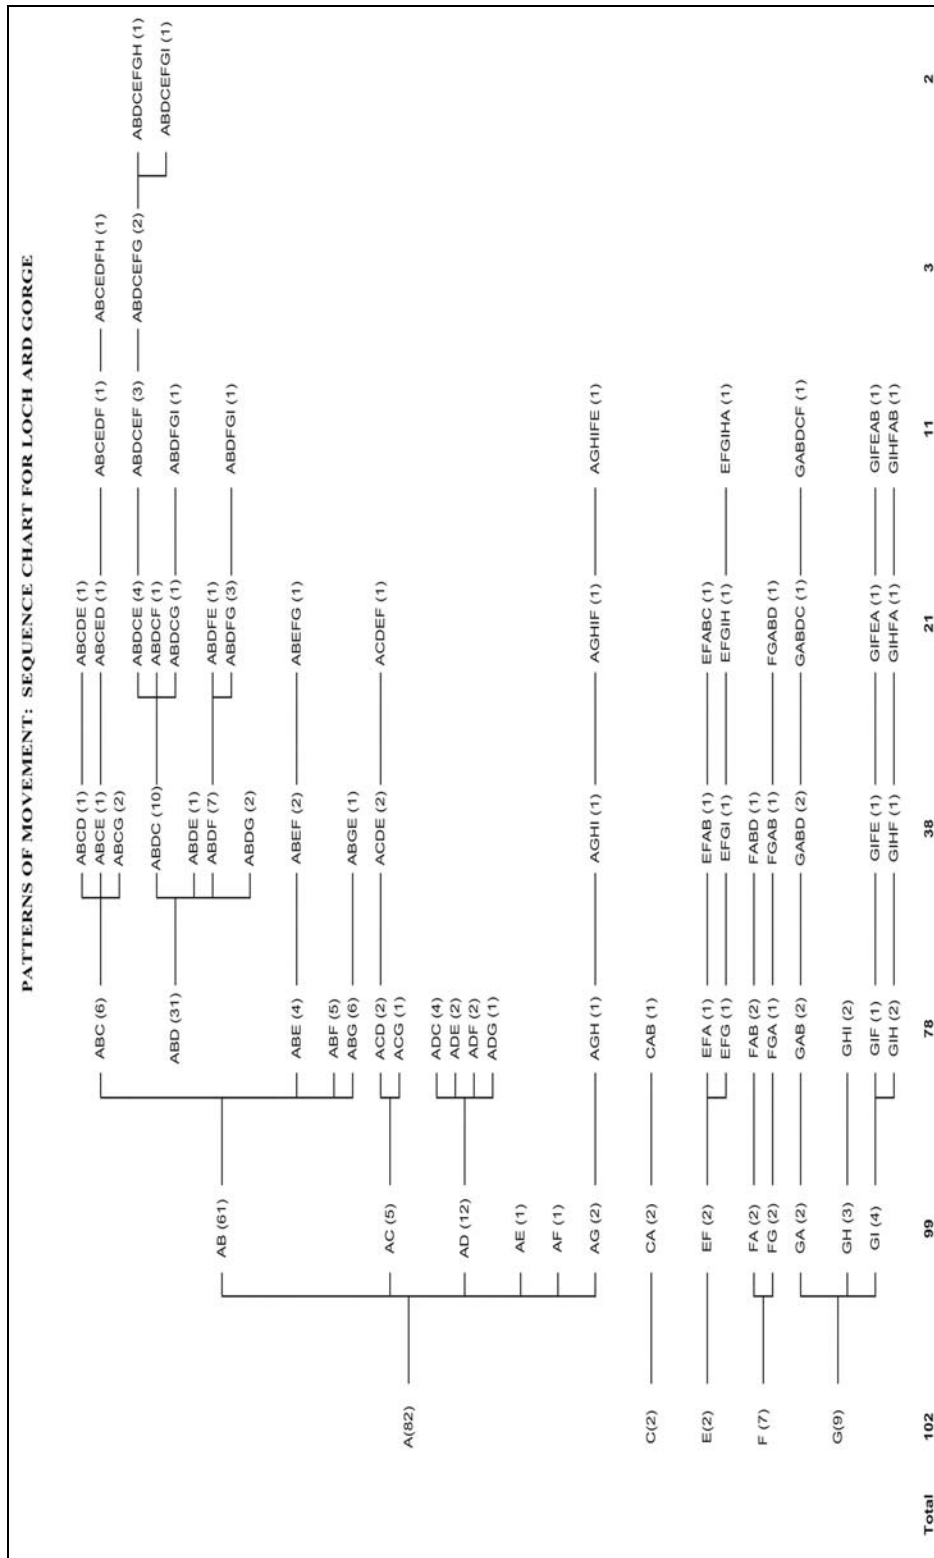 PATTERNS OF MOVEMENT: SEQUENCE CHART FOR LOCH ARD GORGE
A(82)
C(2)
E(2)
F (7)
G(9)
AB (61)
AC (5)
AD (12)
AE (1)
AF (1)
AG (2)
CA (2)
EF (2)
FA (2)
FG (2)
GA (2)
GH (3)
GI (4)
ABC (6)
ABD (31)
ABE (4)
ABF (5)
ABG (6)
ACD (2)
ACG (1)
ADC (4)
ADE (2)
ADF (2)
ADG (1)
AGH (1)
CAB (1)
EFA (1)
EFG (1)
FAB (2)
FGA (1)
GAB (2)
GHI (2)
GIF (1)
GIH (2)
ABCD (1)
ABCE (1)
ABCG (2)
ABDC (10)
ABDE (1)
ABDF (7)
ABDG (2)
ABEF (2)
ABGE (1)
ACDE (2)
AGHI (1)
EFAB (1)
EFGI (1)
FABD (1)
FGAB (1)
GABD (2)
GIFE (1)
GIHF (1)
ABCDE (1)
ABCED (1)
ABDCE (4)
ABDCF (1)
ABDCG (1)
ABDFE (1)
ABDFG (3)
ABEFG (1)
ACDEF (1)
AGHIF (1)
EFABC (1)
EFGIH (1)
FGABD (1)
GABDC (1)
GIFEA (1)
GIHFA (1)
ABCEDF (1)
ABDCEF (3)
ABDFGI (1)
ABDFGI (1)
AGHIFE (1)
EFGIHA (1)
GABDCF (1)
GIFEAB (1)
GIHFAB (1)
ABCEDFH (1)
ABDCEFG (2)
ABDCEFGH (1)
ABDCEFGI (1)
Total 102 99 78 38 21 11 3 2